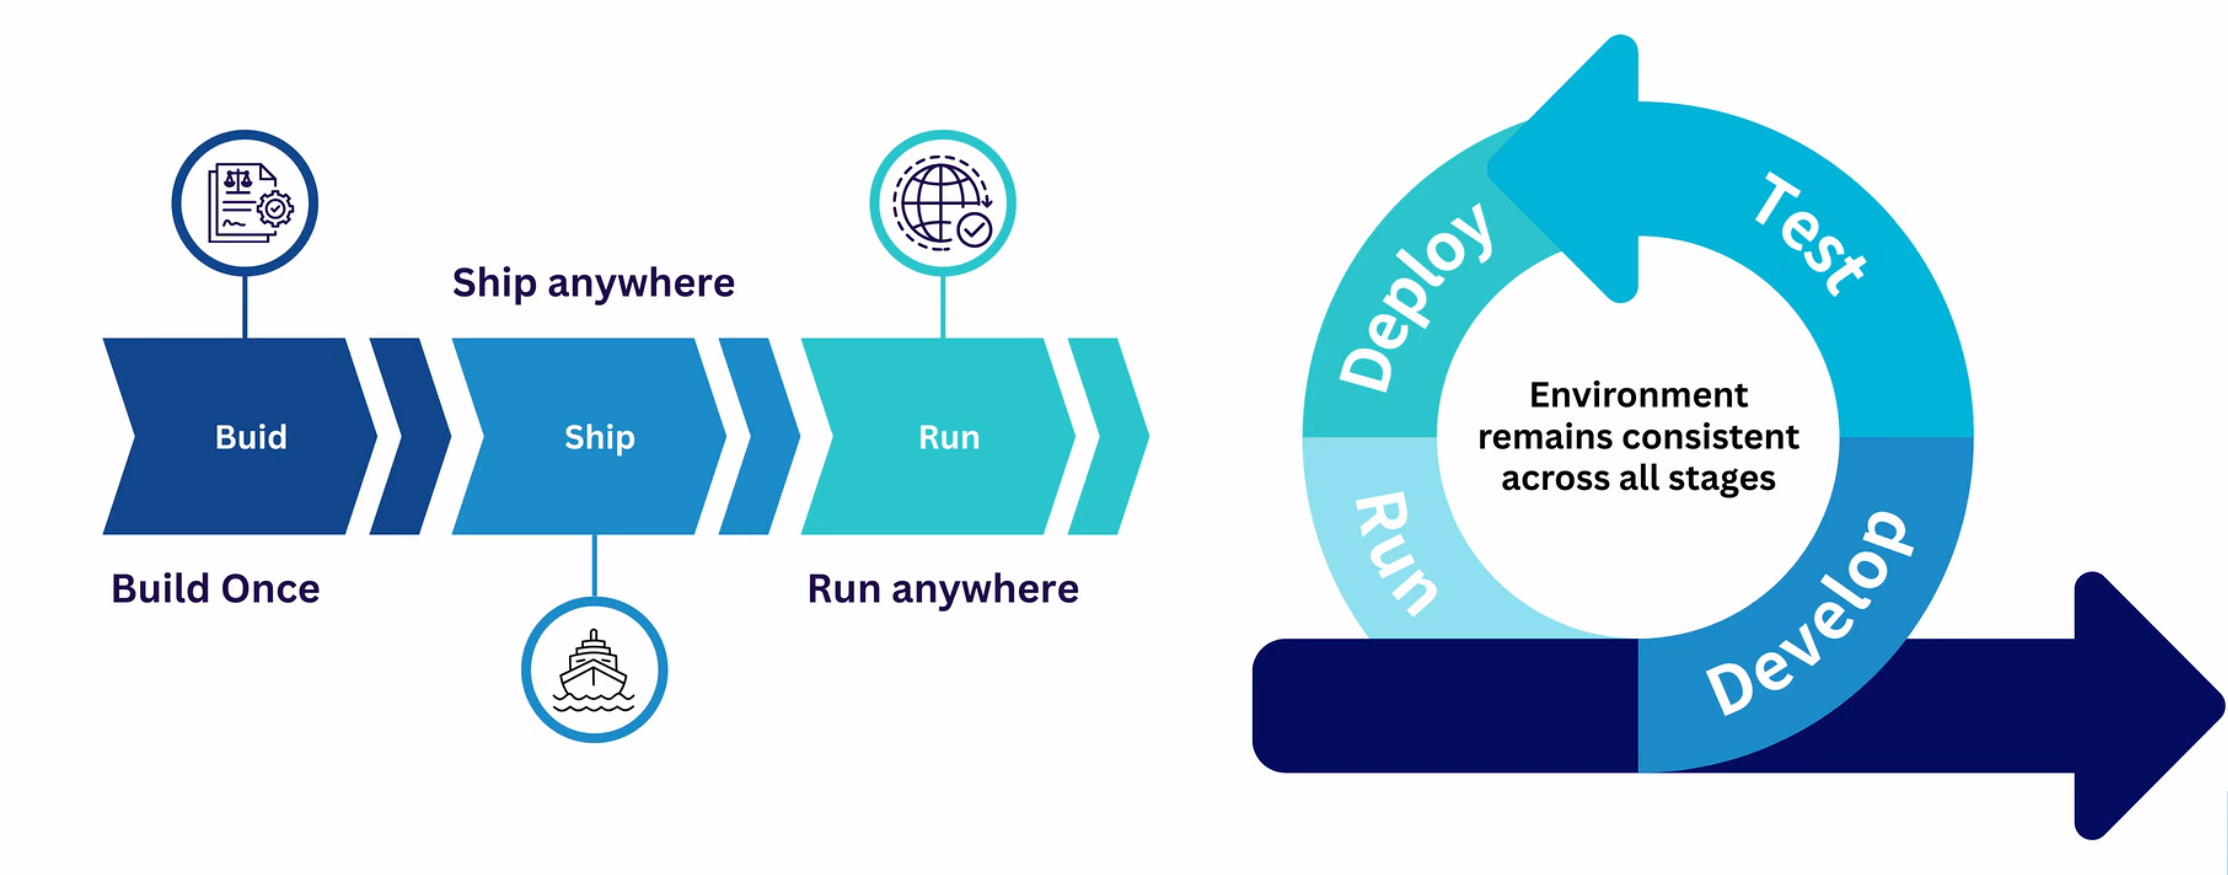 Ship anywhere
Buid
Ship
Run
Build Once
Run anywhere
Deploy
Test
Environment
remains consistent
across all stages
Run
Develop